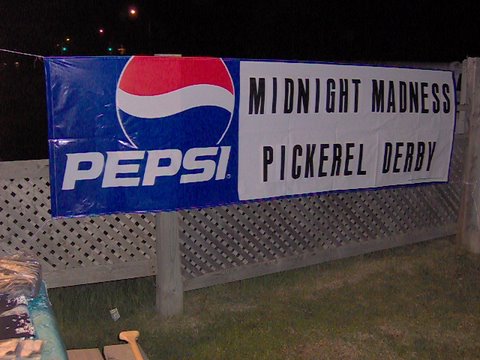 PEPSI
MIDNIGHT MADNESS
PICKEREL DERBY